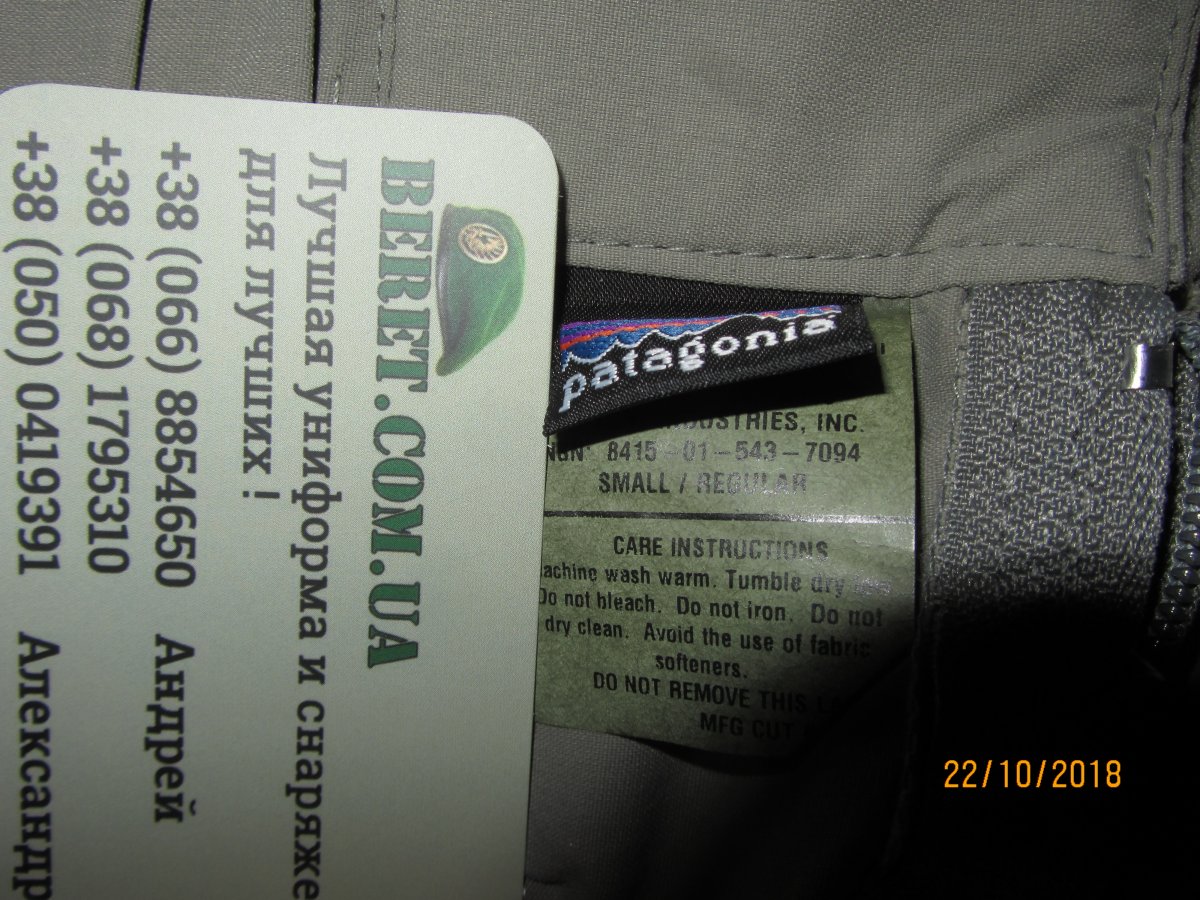 BERET.COM.UA
Лучшая униформа и снаряже
для лучших !
+38 (066) 8854650 Андрей
+38 (068) 1795310
+38 (050) 0419391 Александр
patagonia
INDUSTRIES, INC.
NSN 8415-01-543-7094
SMALL / REGULAR
CARE INSTRUCTIONS
achine wash warm. Tumble dry low
Do not bleach. Do not iron. Do not
dry clean. Avoid the use of fabric
softeners.
DO NOT REMOVE THIS LA
MFG CUT
22/10/2018